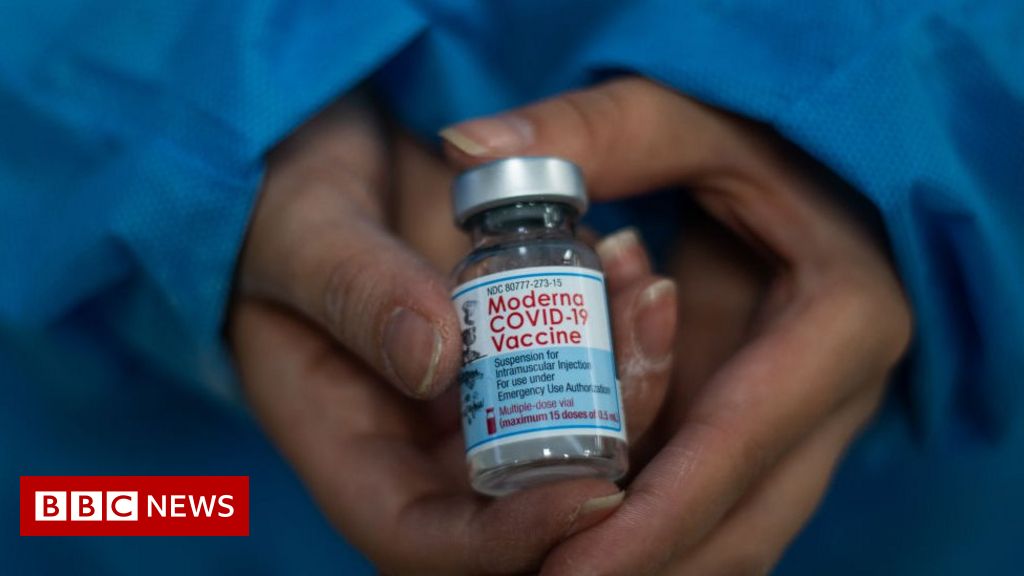 NDC 80777-273-15
Moderna
COVID-19
Vaccine
Suspension for
Intramuscular Injection
For use under
Emergency Use Authorization
Multiple-dose vial
(maximum 15 doses of 0.5 mL)
BBC NEWS